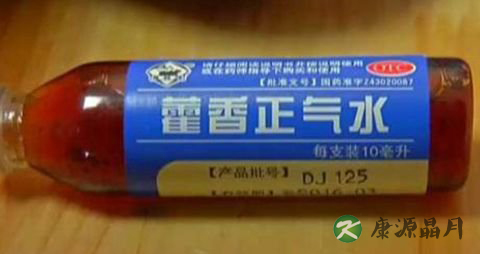 请仔细阅读说明书并按说明使用
或在药师指导下购买和使用
OTC
【批准文号】国药准字Z43020087
藿香正气水
每支装10毫升
【产品批号】
DJ 125
康源晶月